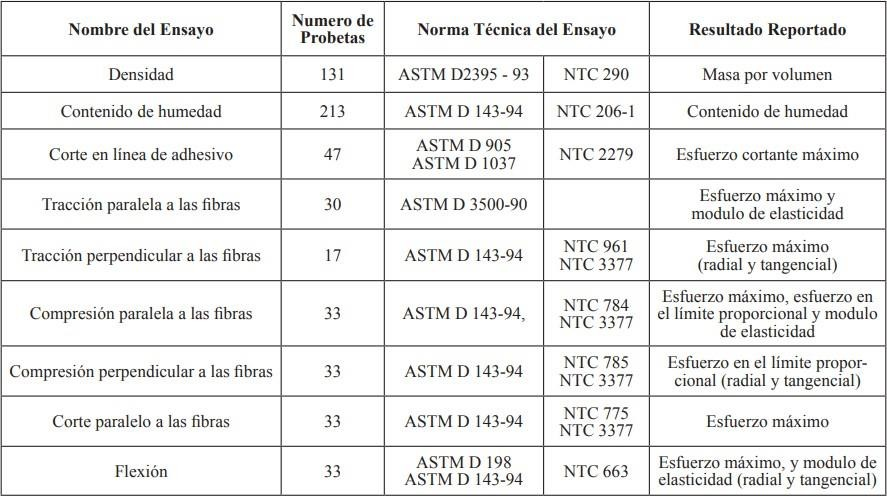 Nombre del Ensayo
Numero de
Probetas
Norma Técnica del Ensayo
Resultado Reportado
Densidad
131
ASTM D2395 - 93
NTC 290
Masa por volumen
Contenido de humedad
213
ASTM D 143-94
NTC 206-1
Contenido de humedad
Corte en línea de adhesivo
47
ASTM D 905
ASTM D 1037
NTC 2279
Esfuerzo cortante máximo
Tracción paralela a las fibras
30
ASTM D 3500-90
Esfuerzo máximo y
modulo de elasticidad
Tracción perpendicular a las fibras
17
ASTM D 143-94
NTC 961
NTC 3377
Esfuerzo máximo
(radial y tangencial)
Compresión paralela a las fibras
33
ASTM D 143-94,
NTC 784
NTC 3377
Esfuerzo máximo, esfuerzo en
el límite proporcional y modulo
de elasticidad
Compresión perpendicular a las fibras
33
ASTM D 143-94
NTC 785
NTC 3377
Esfuerzo en el límite propor-
cional (radial y tangencial)
Corte paralelo a las fibras
33
ASTM D 143-94
NTC 775
NTC 3377
Esfuerzo máximo
Flexión
33
ASTM D 198
ASTM D 143-94
NTC 663
Esfuerzo máximo, y modulo de
elasticidad (radial y tangencial)